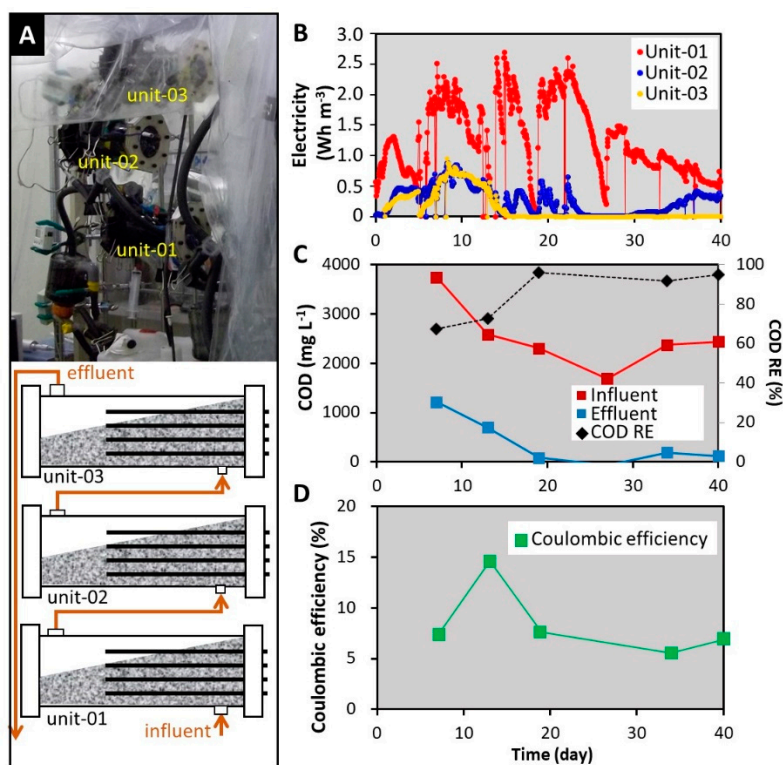 A
unit-03
unit-02
unit-01
effluent
unit-03
unit-02
unit-01
influent
B
Electricity
(Wh m⁻³)
3.0
2.5
2.0
1.5
1.0
0.5
0
Unit-01
Unit-02
Unit-03
0 10 20 30 40
C
COD (mg L⁻¹)
4000
3000
2000
1000
0
Influent
Effluent
COD RE
COD RE (%)
100
80
60
40
20
0
0 10 20 30 40
D
Coulombic efficiency (%)
20
15
10
5
0
Coulombic efficiency
0 10 20 30 40
Time (day)